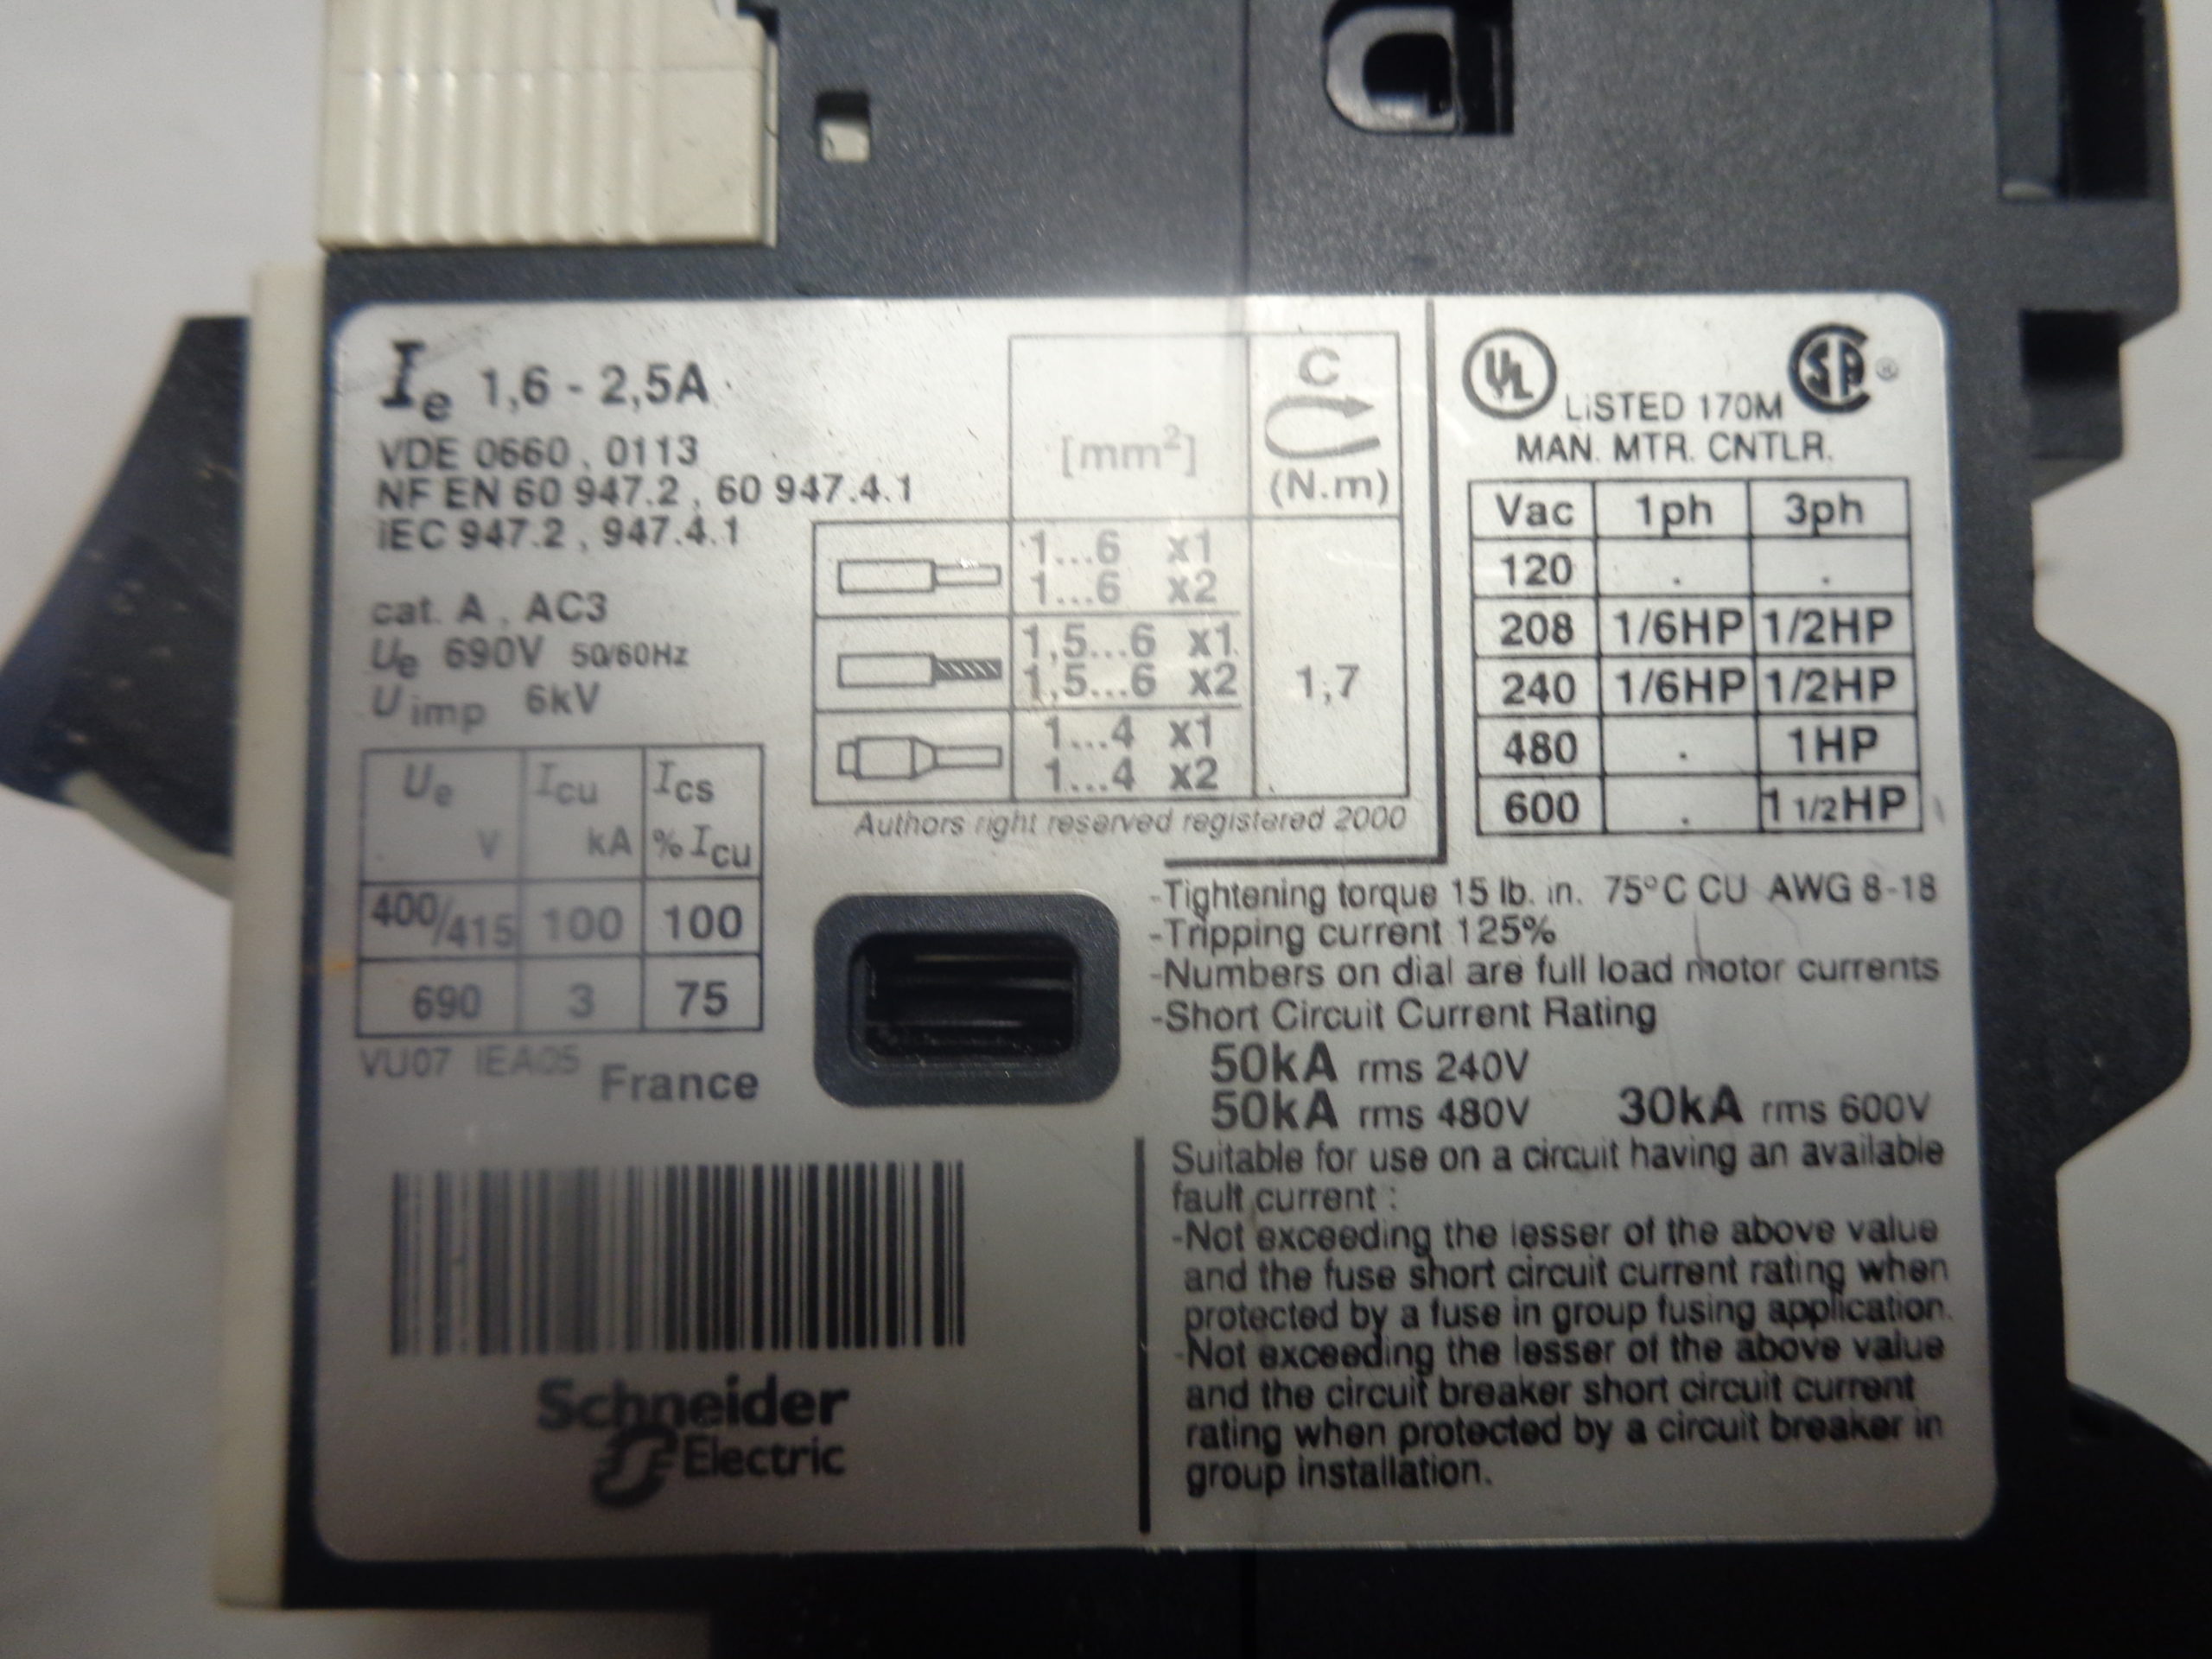 Ie 1,6 - 2,5A
VDE 0660 , 0113
NF EN 60 947.2 , 60 947.4.1
IEC 947.2 , 947.4.1
cat. A , AC3
Ue 690V 50/60Hz
U imp 6kV
Ue Icu Ics
V kA % Icu
400/415 100 100
690 3 75
VU07 IEA05 France
[mm²] C (N.m)
1...6 x1
1...6 x2
1,5...6 x1
1,5...6 x2
1,7
1...4 x1
1...4 x2
Authors right reserved registered 2000
UL LISTED 170M SA ®
MAN. MTR. CNTLR.
Vac 1ph 3ph
120 . .
208 1/6HP 1/2HP
240 1/6HP 1/2HP
480 . 1HP
600 . 1 1/2HP
-Tightening torque 15 lb. in. 75°C CU AWG 8-18
-Tripping current 125%
-Numbers on dial are full load motor currents
-Short Circuit Current Rating
50kA rms 240V
50kA rms 480V 30kA rms 600V
Suitable for use on a circuit having an available
fault current :
-Not exceeding the lesser of the above value
and the fuse short circuit current rating when
protected by a fuse in group fusing application.
-Not exceeding the lesser of the above value
and the circuit breaker short circuit current
rating when protected by a circuit breaker in
group installation.
Schneider
Electric